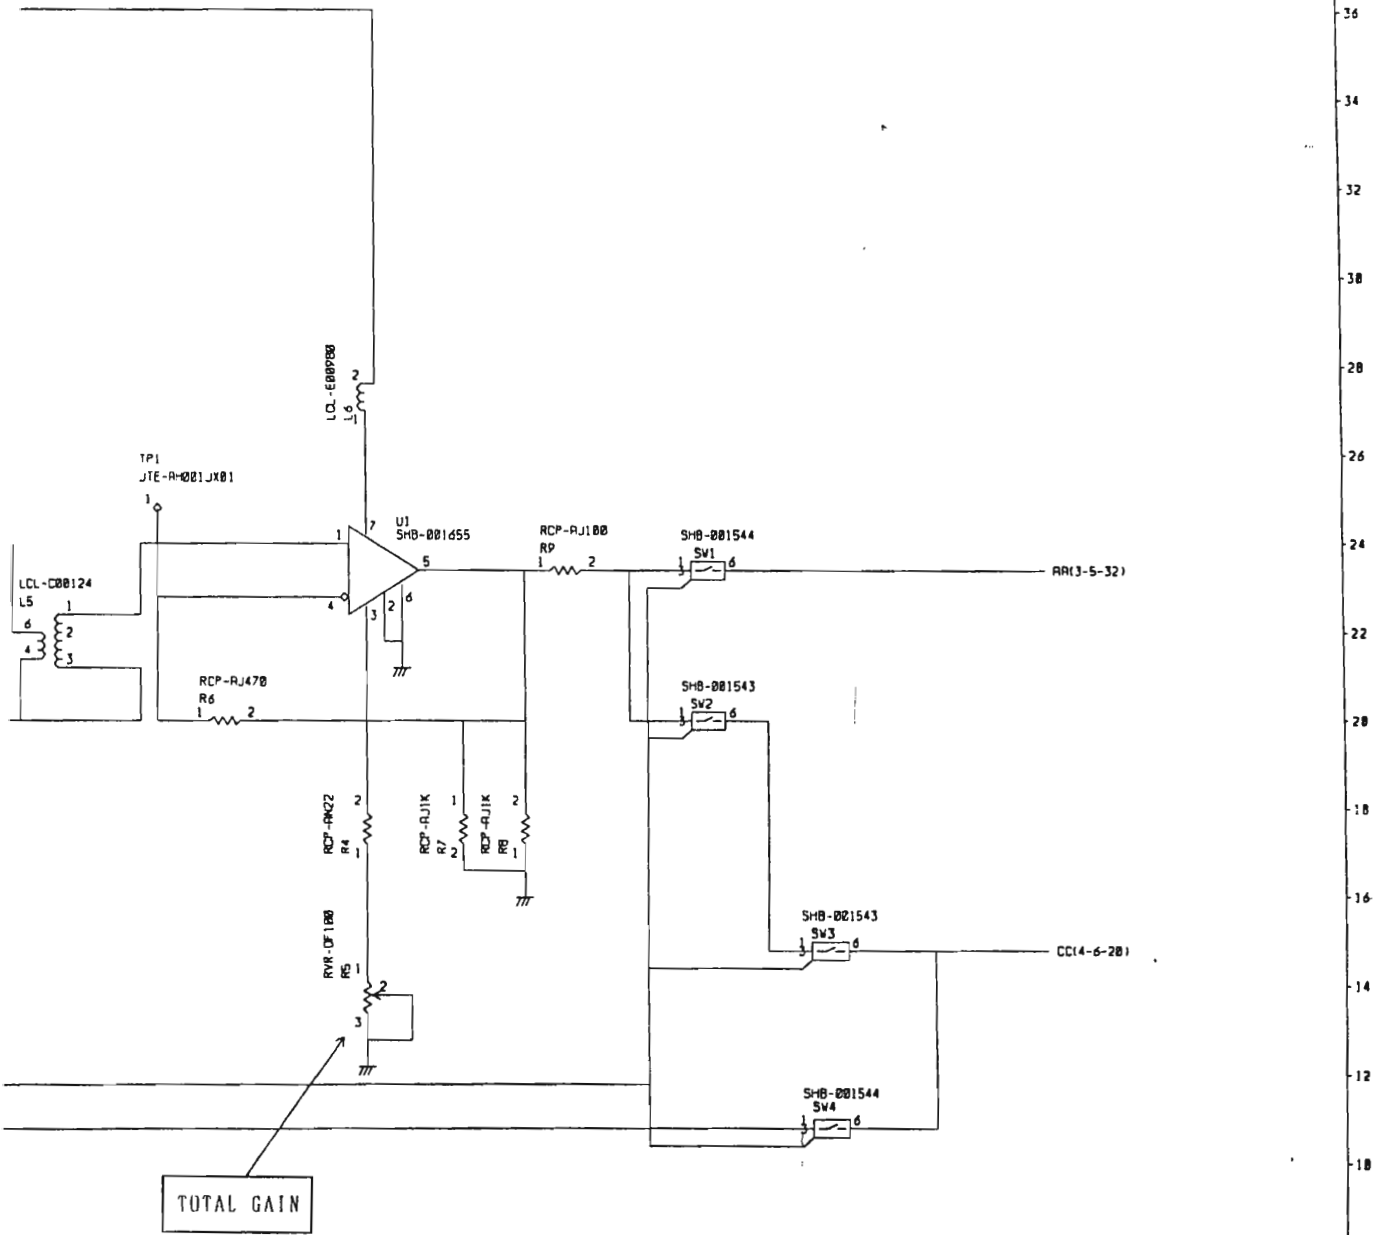 36
34
32
30
28
LCL-E00980
L6
2
1
26
TP1
JTE-AH001JX01
1
U1
SHB-001655
1
7
5
4
3
2
6
RCP-AJ100
R9
1
2
SHB-001544
SW1
1
3
6
AA(3-5-32)
24
LCL-C00124
L5
6
4
1
2
3
22
RCP-AJ470
R6
1
2
SHB-001543
SW2
1
3
6
20
RCP-AN22
R4
2
1
RCP-AJ1K
R7
1
2
RCP-AJ1K
R8
2
1
18
16
SHB-001543
SW3
1
3
6
CC(4-6-20)
RVR-DF100
R5
1
2
3
14
12
SHB-001544
SW4
1
3
6
10
TOTAL GAIN